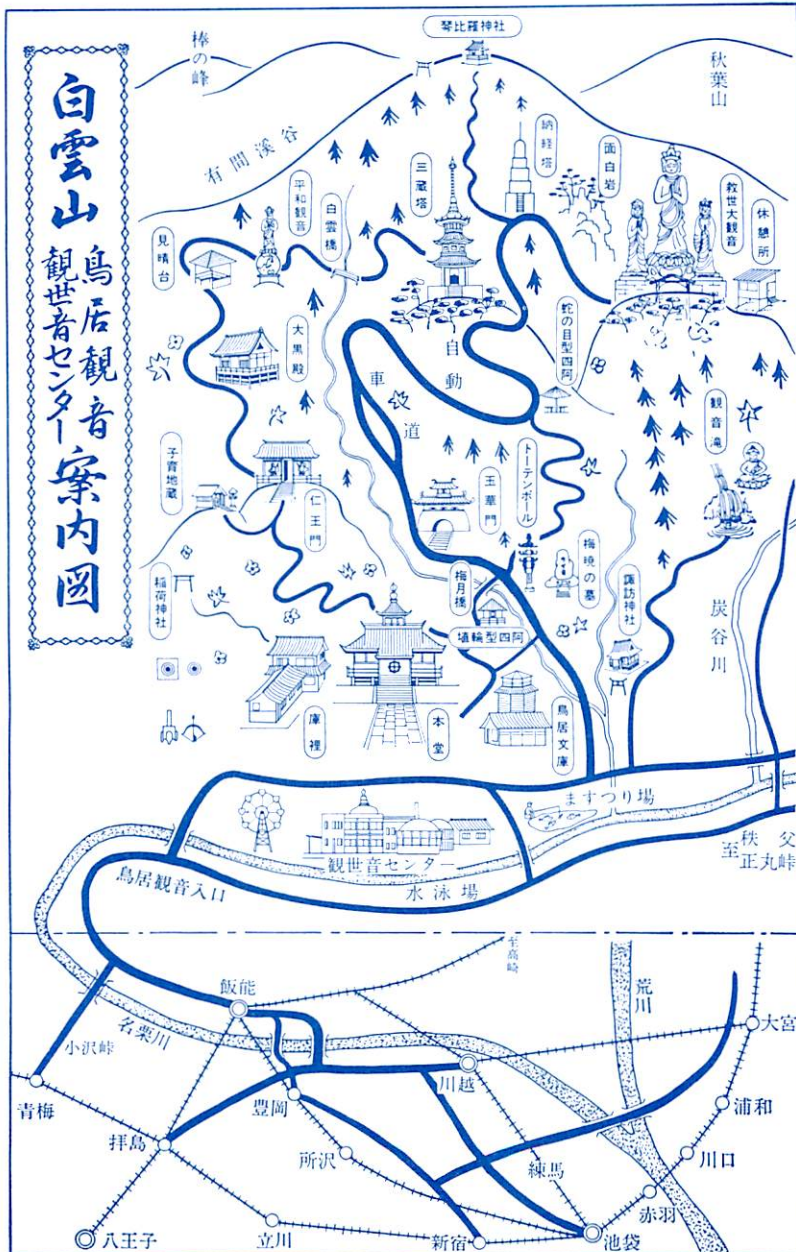 白雲山
鳥居観音
観世音センター
案内図
棒の峰
琴比羅神社
秋葉山
有間渓谷
平和観音
白雲橋
三蔵塔
納経塔
面白岩
救世大観音
休憩所
見晴台
大黒殿
自動車道
蛇の目型四阿
観音滝
子育地蔵
仁王門
玉華門
トーテンポール
梅暁の墓
諏訪神社
炭谷川
稲荷神社
梅月橋
埴輪型四阿
庫裡
本堂
鳥居文庫
ますつり場
観世音センター
至秩父
正丸峠
鳥居観音入口
水泳場
至高崎
飯能
荒川
大宮
名栗川
小沢峠
川越
青梅
豊岡
浦和
拝島
所沢
練馬
川口
赤羽
八王子
立川
新宿
池袋